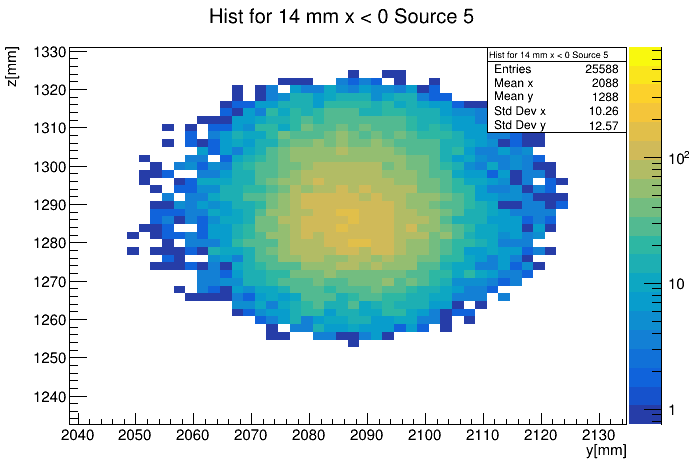 Hist for 14 mm x < 0 Source 5
z[mm]
1330
1320
1310
1300
1290
1280
1270
1260
1250
1240
2040 2050 2060 2070 2080 2090 2100 2110 2120 2130
y[mm]
Hist for 14 mm x < 0 Source 5
Entries 25588
Mean x 2088
Mean y 1288
Std Dev x 10.26
Std Dev y 12.57
10²
10
1